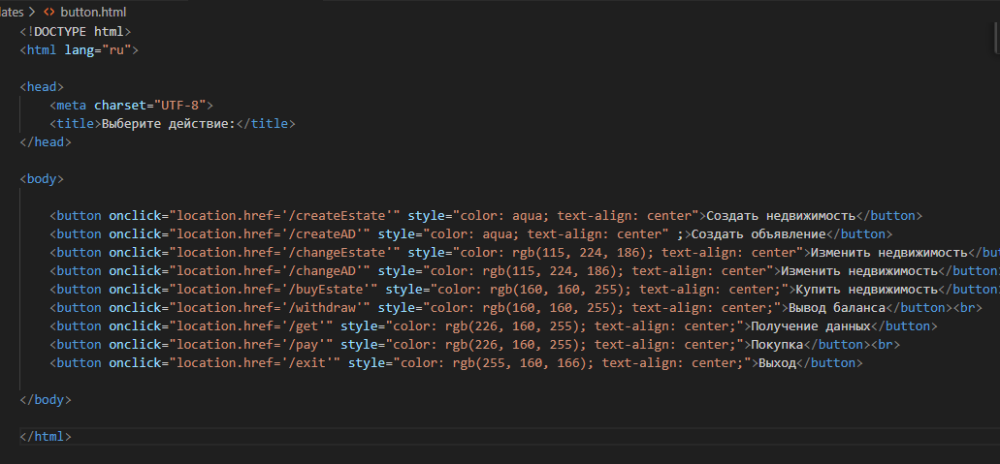 lates > <> button.html
<!DOCTYPE html>
<html lang="ru">
<head>
<meta charset="UTF-8">
<title>Выберите действие:</title>
</head>
<body>
<button onclick="location.href='/createEstate'" style="color: aqua; text-align: center">Создать недвижимость</button>
<button onclick="location.href='/createAD'" style="color: aqua; text-align: center" ;>Создать объявление</button>
<button onclick="location.href='/changeEstate'" style="color: rgb(115, 224, 186); text-align: center">Изменить недвижимость</but
<button onclick="location.href='/changeAD'" style="color: rgb(115, 224, 186); text-align: center">Изменить недвижимость</button
<button onclick="location.href='/buyEstate'" style="color: rgb(160, 160, 255); text-align: center;">Купить недвижимость</button
<button onclick="location.href='/withdraw'" style="color: rgb(160, 160, 255); text-align: center;">Вывод баланса</button><br>
<button onclick="location.href='/get'" style="color: rgb(226, 160, 255); text-align: center;">Получение данных</button>
<button onclick="location.href='/pay'" style="color: rgb(226, 160, 255); text-align: center;">Покупка</button><br>
<button onclick="location.href='/exit'" style="color: rgb(255, 160, 166); text-align: center;">Выход</button>
</body>
</html>